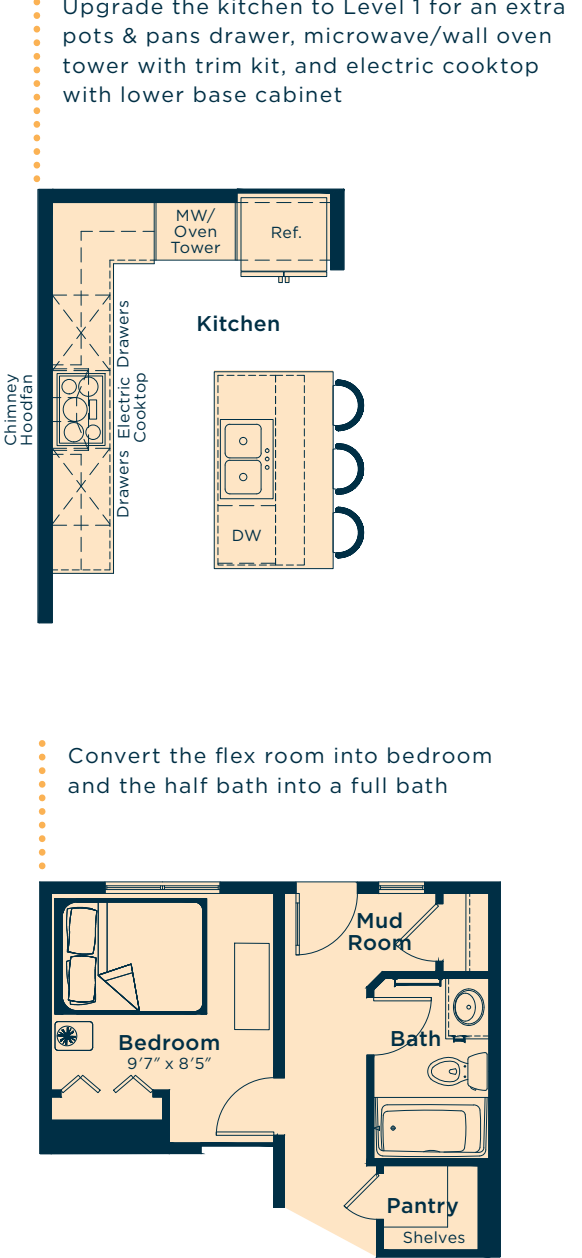 Upgrade the kitchen to Level 1 for an extra
pots & pans drawer, microwave/wall oven
tower with trim kit, and electric cooktop
with lower base cabinet
MW/
Oven
Tower
Ref.
Kitchen
Drawers
Electric
Cooktop
Drawers
Chimney
Hoodfan
DW
Convert the flex room into bedroom
and the half bath into a full bath
Mud
Room
Bedroom
9'7" x 8'5"
Bath
Pantry
Shelves